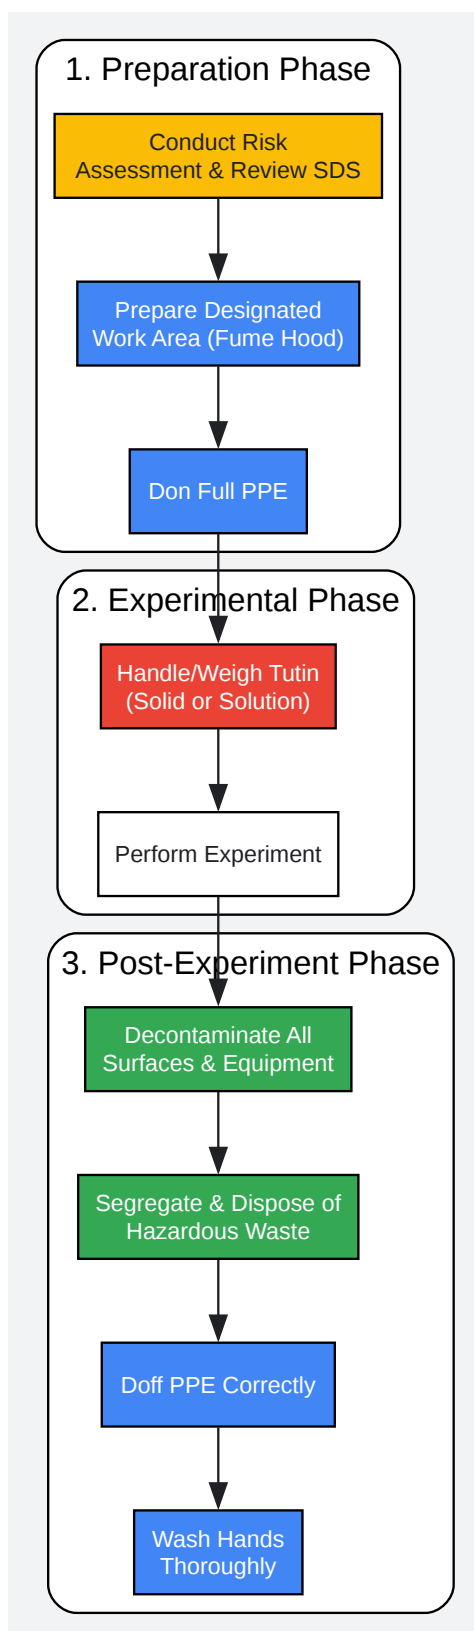 1. Preparation Phase
Conduct Risk
Assessment & Review SDS
Prepare Designated
Work Area (Fume Hood)
Don Full PPE
2. Experimental Phase
Handle/Weigh Tutin
(Solid or Solution)
Perform Experiment
3. Post-Experiment Phase
Decontaminate All
Surfaces & Equipment
Segregate & Dispose of
Hazardous Waste
Doff PPE Correctly
Wash Hands
Thoroughly